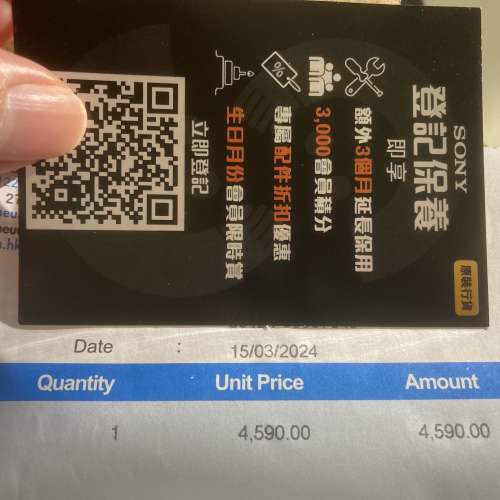 SONY
登記保養
即享
額外3個月延長保用
3,000會員積分
專屬配件折扣優惠
生日月份會員限時賞
立即登記
原裝行貨
Date : 15/03/2024
Quantity Unit Price Amount
1 4,590.00 4,590.00